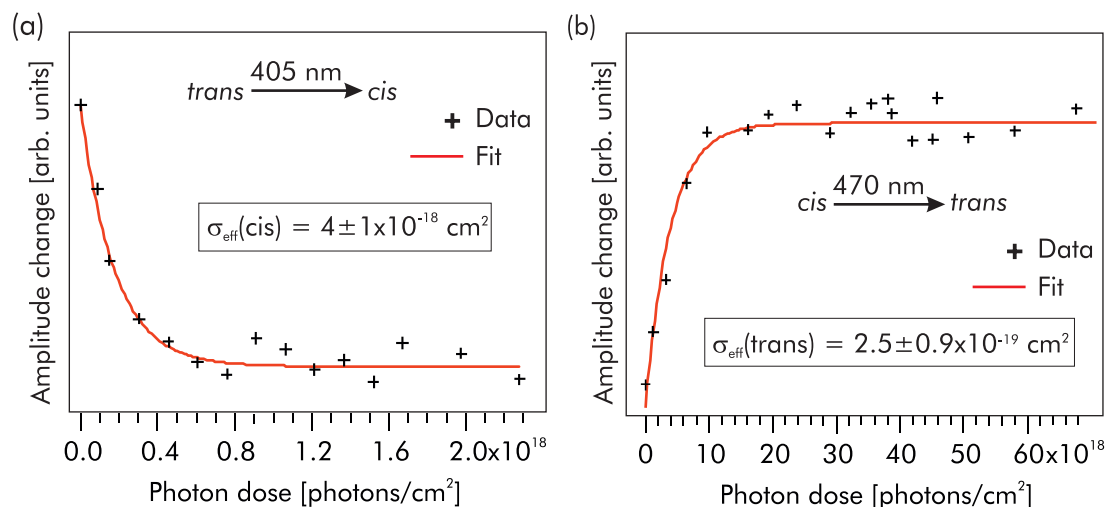 (a)
Amplitude change [arb. units]
405 nm
trans cis
Data
Fit
σeff(cis) = 4±1x10⁻¹⁸ cm²
0.0 0.4 0.8 1.2 1.6 2.0x10¹⁸
Photon dose [photons/cm²]
(b)
Amplitude change [arb. units]
470 nm
cis trans
Data
Fit
σeff(trans) = 2.5±0.9x10⁻¹⁹ cm²
0 10 20 30 40 50 60x10¹⁸
Photon dose [photons/cm²]